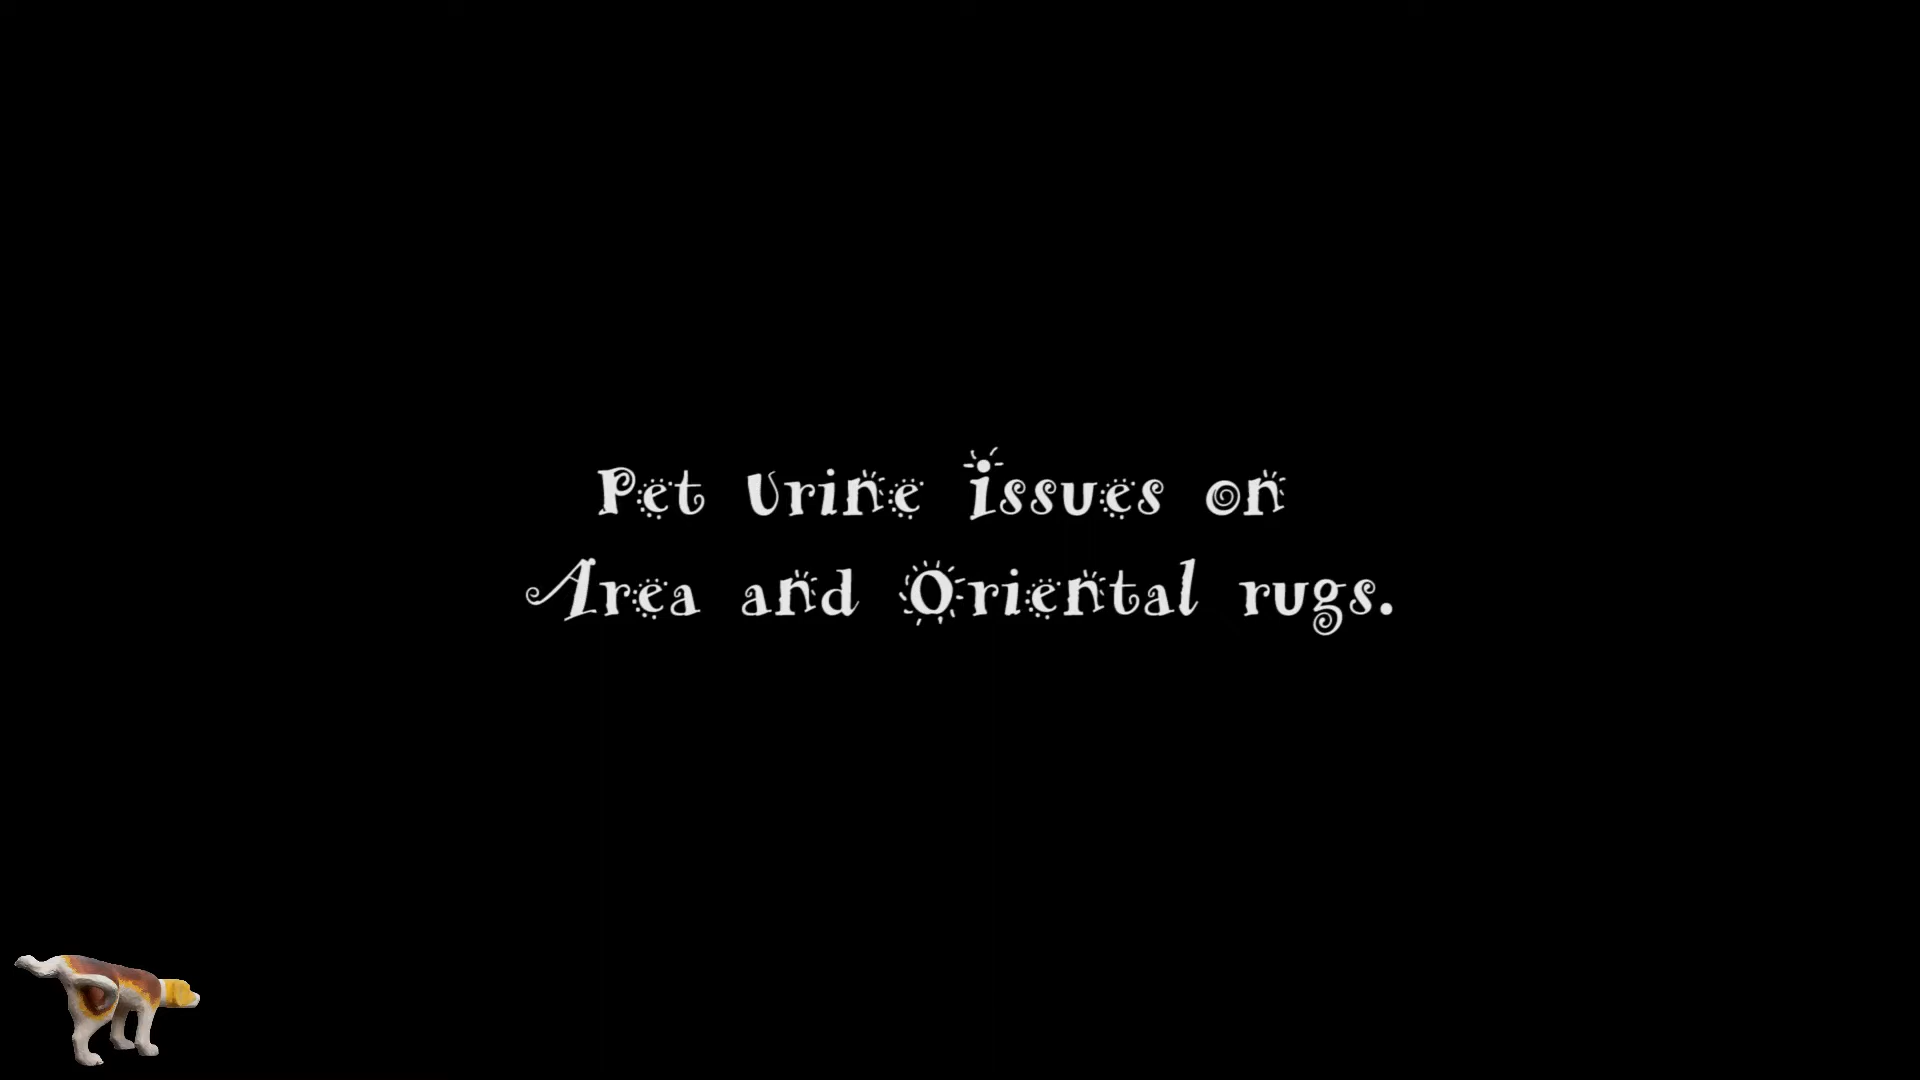 Pet Urine Issues on
Area and Oriental rugs.